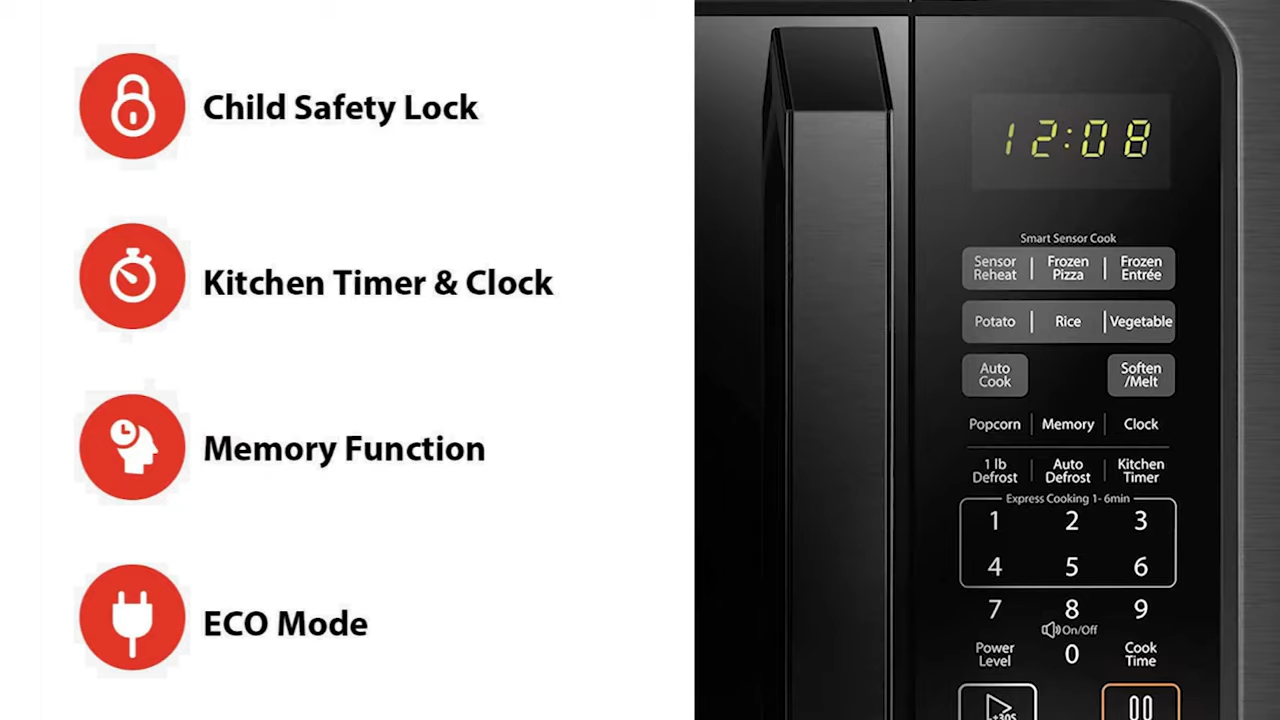 Child Safety Lock
Kitchen Timer & Clock
Memory Function
ECO Mode
12:08
Smart Sensor Cook
Sensor Reheat
Frozen Pizza
Frozen Entrée
Potato
Rice
Vegetable
Auto Cook
Soften /Melt
Popcorn
Memory
Clock
1 lb Defrost
Auto Defrost
Kitchen Timer
Express Cooking 1- 6min
1 2 3
4 5 6
7 8 9
On/Off
Power Level
0
Cook Time
+30S